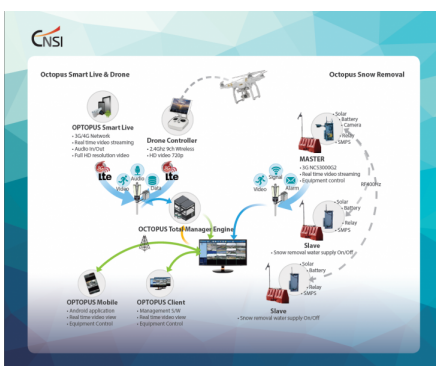 CNSI
Octopus Smart Live & Drone
Octopus Snow Removal
OPTOPUS Smart Live
• 3G/4G Network
• Real time video streaming
• Audio In/Out
• Full HD resolution video
Drone Controller
• 2.4Ghz 9ch Wireless
• HD video 720p
• Solar
• Battery
• Camera
• Relay
• SMPS
MASTER
• 3G NCS3000G2
• Real time video streaming
• Equipment control
lte
Video
Audio
Data
lte
Video
Signal
Alarm
RF400Hz
• Solar
• Battery
• Relay
• SMPS
Slave
• Snow removal water supply On/Off
OCTOPUS Total Manager Engine
• Solar
• Battery
• Relay
• SMPS
Slave
• Snow removal water supply On/Off
OPTOPUS Mobile
• Android application
• Real time video view
• Equipment Control
OPTOPUS Client
• Management S/W
• Real time video view
• Equipment Control